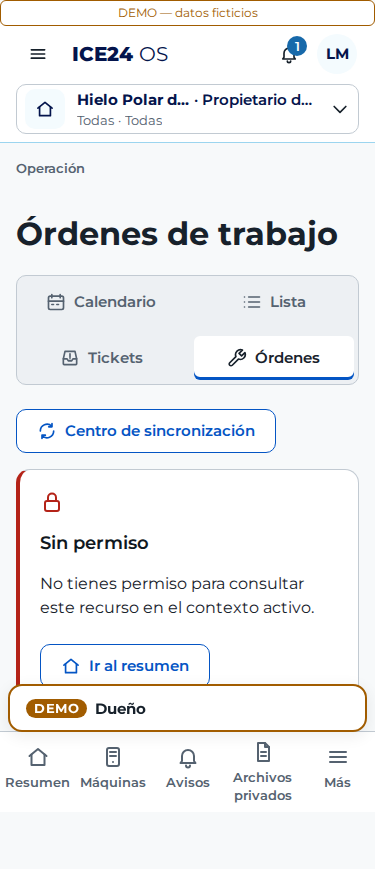 DEMO — datos ficticios
ICE24 OS
1
LM
Hielo Polar d... · Propietario d...
Todas · Todas
Operación
Órdenes de trabajo
Calendario
Lista
Tickets
Órdenes
Centro de sincronización
Sin permiso
No tienes permiso para consultar
este recurso en el contexto activo.
Ir al resumen
DEMO Dueño
Resumen
Máquinas
Avisos
Archivos
privados
Más